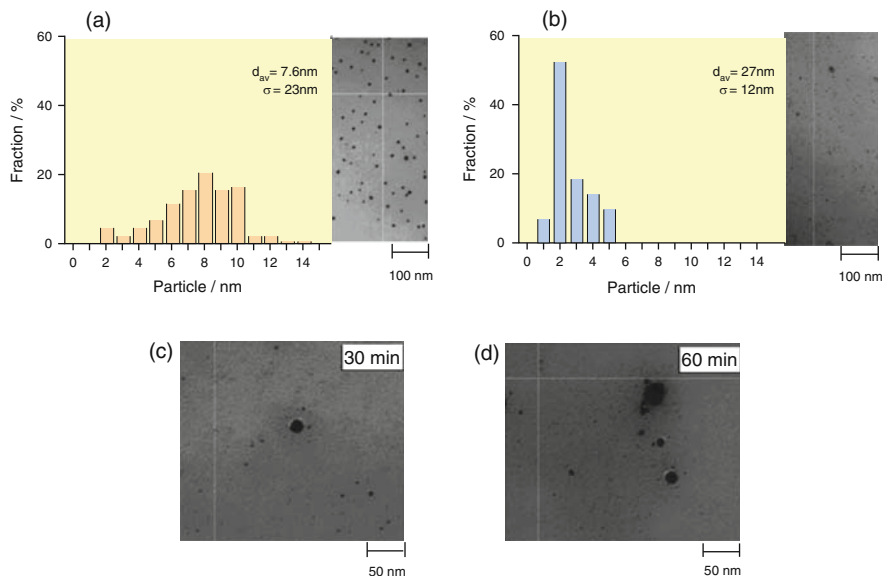 (a)
60
40
20
0
Fraction / %
d_av= 7.6nm
σ= 23nm
0 2 4 6 8 10 12 14
Particle / nm
100 nm
(b)
60
40
20
0
Fraction / %
d_av= 27nm
σ= 12nm
0 2 4 6 8 10 12 14
Particle / nm
100 nm
(c)
30 min
50 nm
(d)
60 min
50 nm